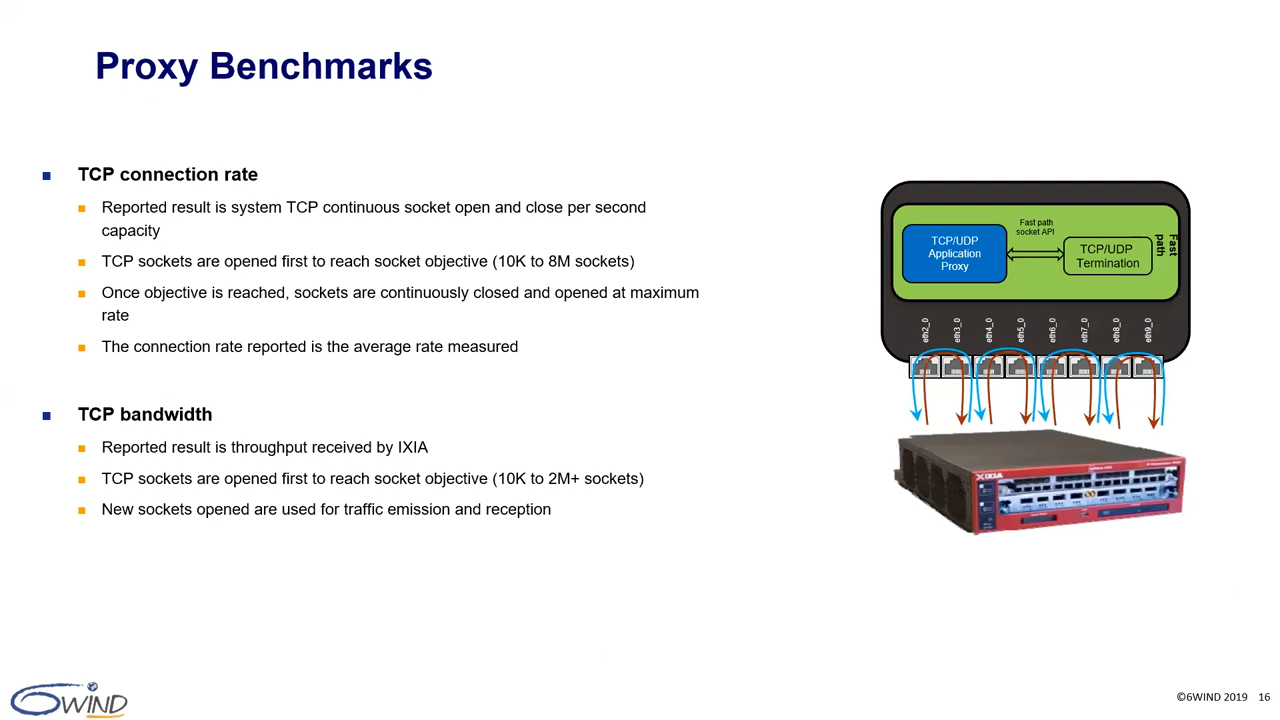 Proxy Benchmarks
TCP connection rate
Reported result is system TCP continuous socket open and close per second
capacity
TCP sockets are opened first to reach socket objective (10K to 8M sockets)
Once objective is reached, sockets are continuously closed and opened at maximum
rate
The connection rate reported is the average rate measured
TCP bandwidth
Reported result is throughput received by IXIA
TCP sockets are opened first to reach socket objective (10K to 2M+ sockets)
New sockets opened are used for traffic emission and reception
TCP/UDP
Application
Proxy
Fast path
socket API
TCP/UDP
Termination
Fast
path
eth2_0
eth3_0
eth4_0
eth5_0
eth6_0
eth7_0
eth8_0
eth9_0
IXIA
6WIND
©6WIND 2019 16